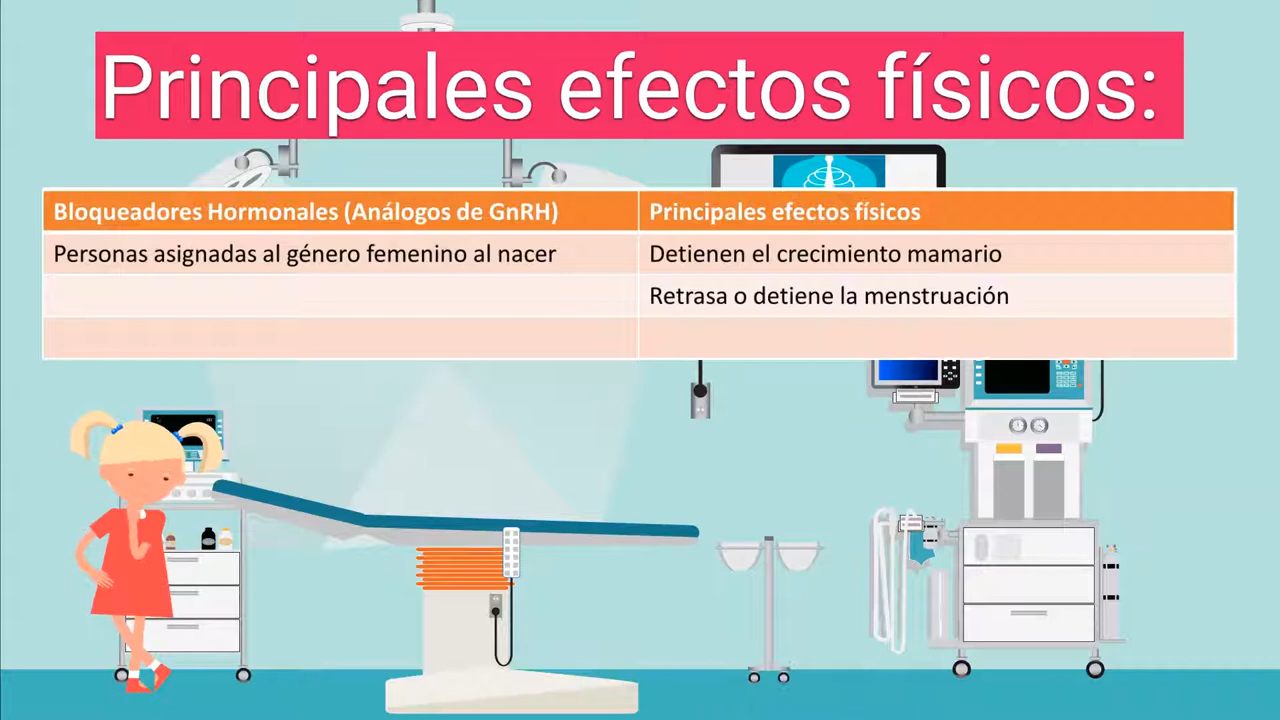 Principales efectos físicos:
Bloqueadores Hormonales (Análogos de GnRH)
Principales efectos físicos
Personas asignadas al género femenino al nacer
Detienen el crecimiento mamario
Retrasa o detiene la menstruación